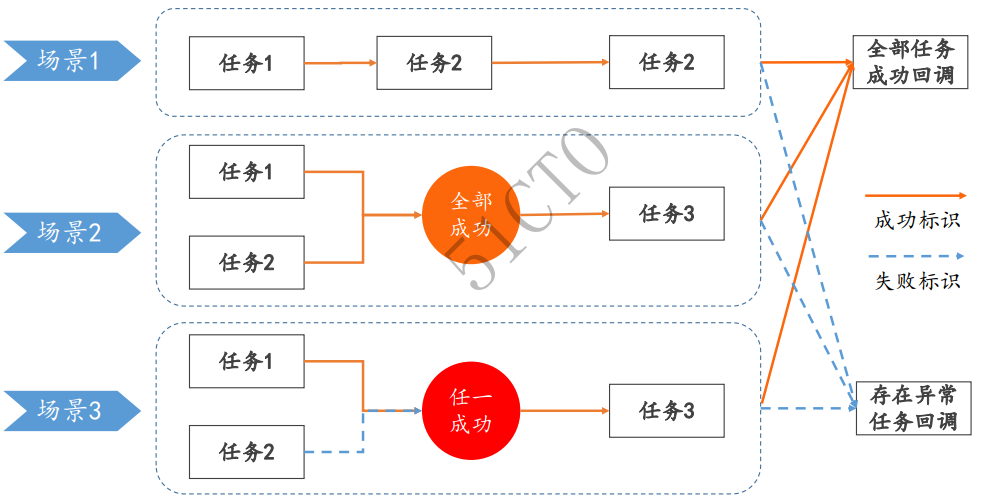 场景1
任务1
任务2
任务2
全部任务
成功回调
场景2
任务1
任务2
全部
成功
任务3
51CTO
成功标识
失败标识
场景3
任务1
任务2
任一
成功
任务3
存在异常
任务回调